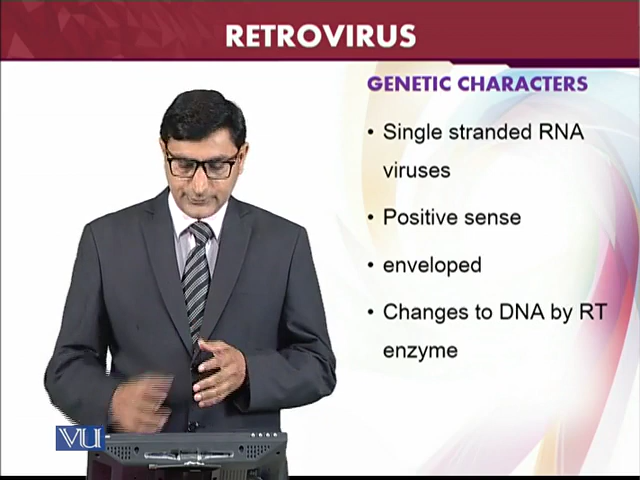 RETROVIRUS
GENETIC CHARACTERS
• Single stranded RNA
viruses
• Positive sense
• enveloped
• Changes to DNA by RT
enzyme
VU